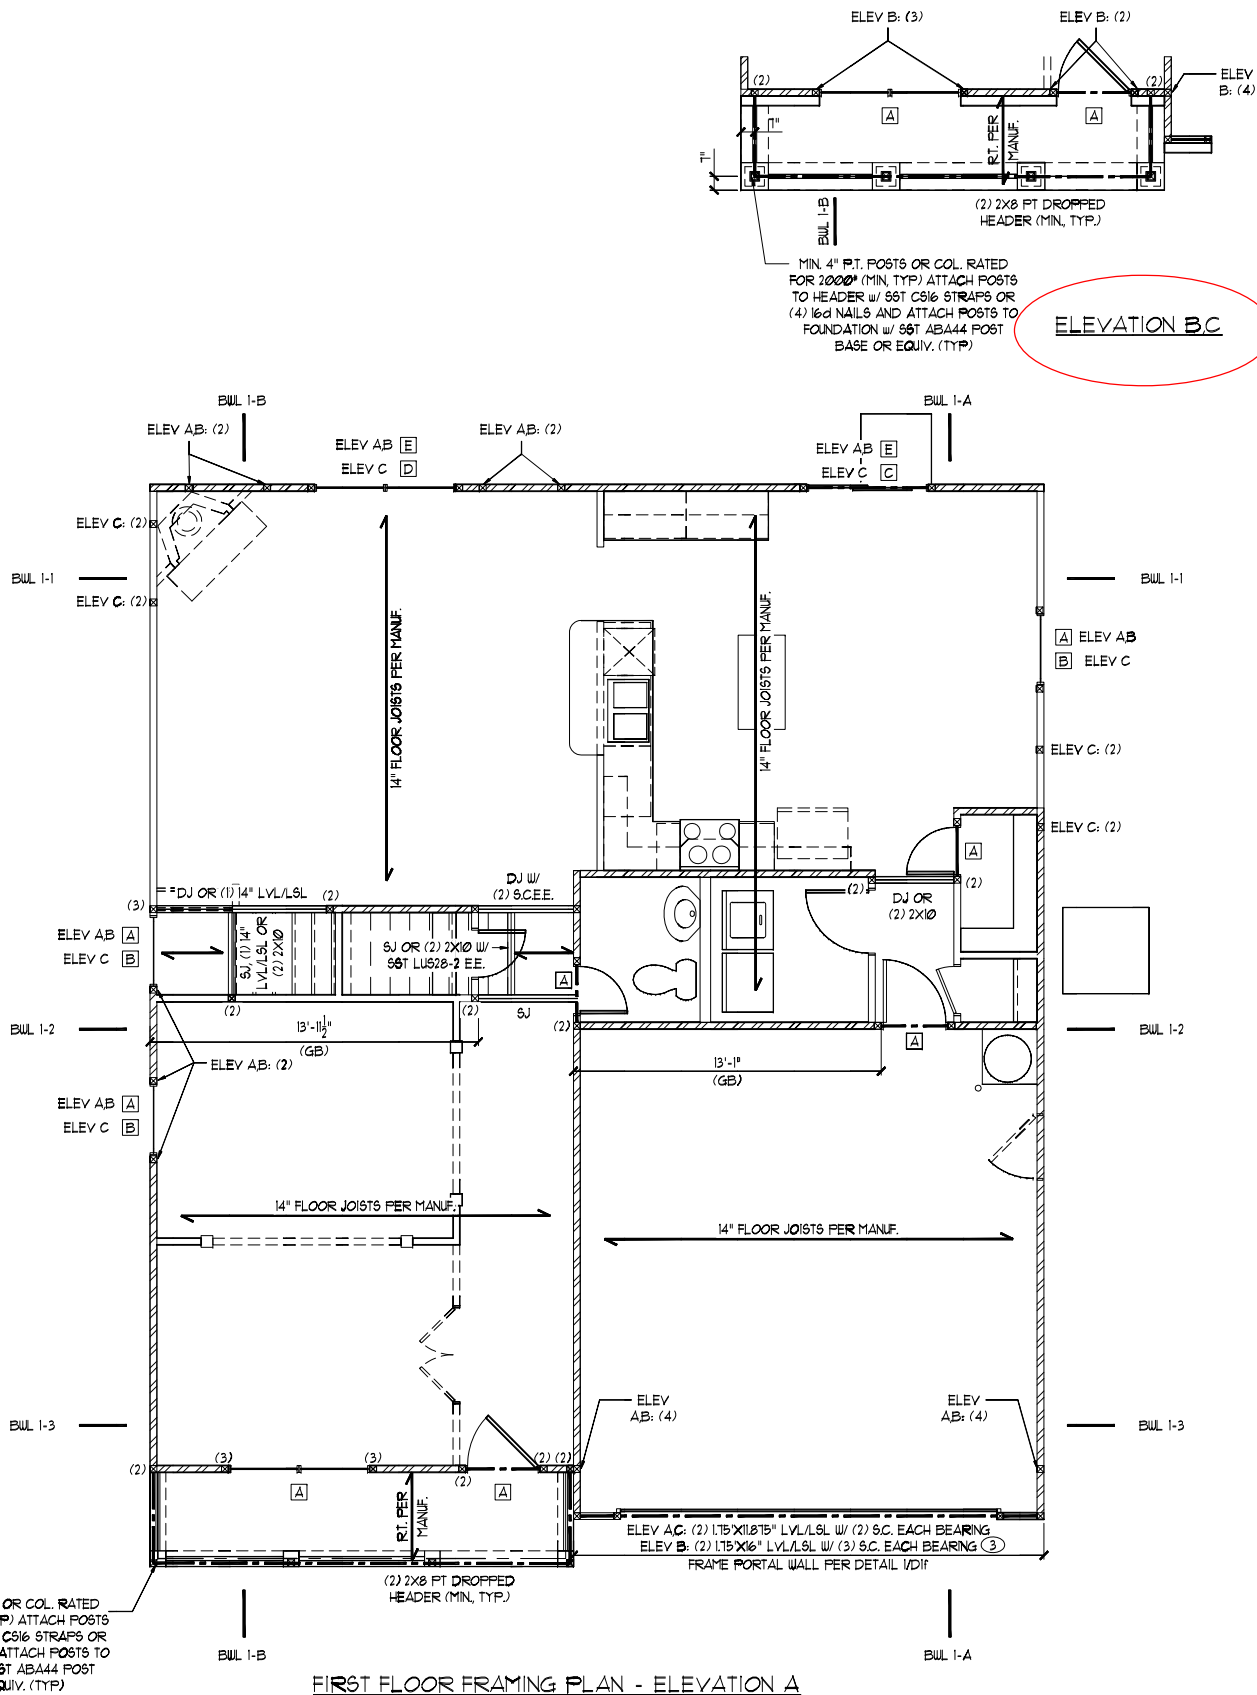 ELEV B: (3)
ELEV B: (2)
(2)
(2)
ELEV
B: (4)
A
A
7"
7"
R.T. PER
MANUF.
BWL 1-B
(2) 2X8 PT DROPPED
HEADER (MIN., TYP.)
MIN. 4" P.T. POSTS OR COL. RATED
FOR 2000# (MIN, TYP) ATTACH POSTS
TO HEADER w/ SST CS16 STRAPS OR
(4) 16d NAILS AND ATTACH POSTS TO
FOUNDATION w/ SST ABA44 POST
BASE OR EQUIV. (TYP)
ELEVATION B,C
BWL 1-B
BWL 1-A
ELEV A,B: (2)
ELEV A,B E
ELEV C D
ELEV A,B: (2)
ELEV A,B E
ELEV C C
ELEV C: (2)
BWL 1-1
BWL 1-1
ELEV C: (2)
14" FLOOR JOISTS PER MANUF.
14" FLOOR JOISTS PER MANUF.
A ELEV A,B
B ELEV C
ELEV C: (2)
ELEV C: (2)
A
DJ OR (1) 14" LVL/LSL
(2)
DJ W/
(2) S.C.E.E.
(2)
(2)
DJ OR
(2) 2X10
(3)
ELEV A,B A
ELEV C B
SJ, (1) 14"
LVL/LSL OR
(2) 2X10
SJ OR (2) 2X10 W/
SST LUS28-2 E.E.
A
(2)
(2)
SJ
(2)
BWL 1-2
BWL 1-2
13'-11½"
(GB)
A
ELEV A,B: (2)
13'-1"
(GB)
ELEV A,B A
ELEV C B
14" FLOOR JOISTS PER MANUF.
14" FLOOR JOISTS PER MANUF.
ELEV
A,B: (4)
ELEV
A,B: (4)
BWL 1-3
BWL 1-3
(2)
(3)
(3)
(2)
(2) (2)
A
A
R.T. PER
MANUF.
ELEV A,C: (2) 1.75"X11.875" LVL/LSL W/ (2) S.C. EACH BEARING
ELEV B: (2) 1.75"X16" LVL/LSL W/ (3) S.C. EACH BEARING 3
FRAME PORTAL WALL PER DETAIL 1/D1f
(2) 2X8 PT DROPPED
HEADER (MIN., TYP.)
OR COL. RATED
P) ATTACH POSTS
CS16 STRAPS OR
ATTACH POSTS TO
ST ABA44 POST
QUIV. (TYP)
BWL 1-B
BWL 1-A
FIRST FLOOR FRAMING PLAN - ELEVATION A